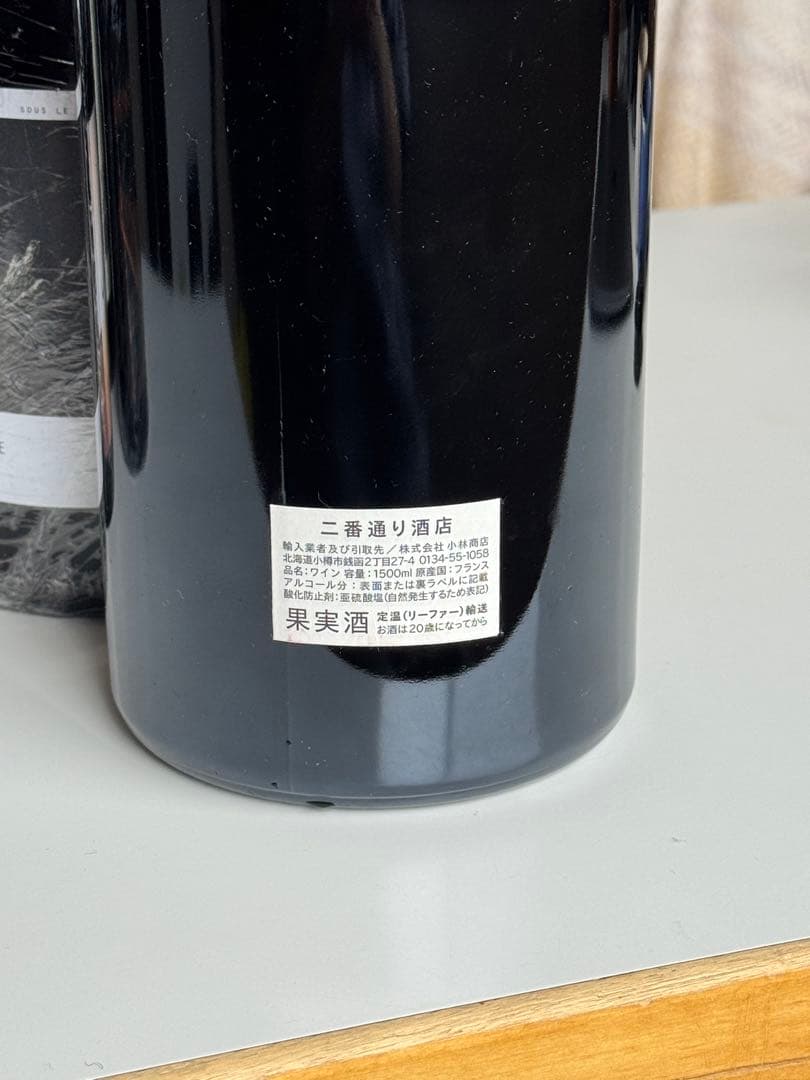 SOUS LE
E
二番通り酒店
輸入業者及び引取先／株式会社 小林商店
北海道小樽市銭函2丁目27-4 0134-55-1058
品名：ワイン 容量：1500ml 原産国：フランス
アルコール分：表面または裏ラベルに記載
酸化防止剤：亜硫酸塩(自然発生するため表記)
果実酒 定温(リーファー)輸送
お酒は20歳になってから